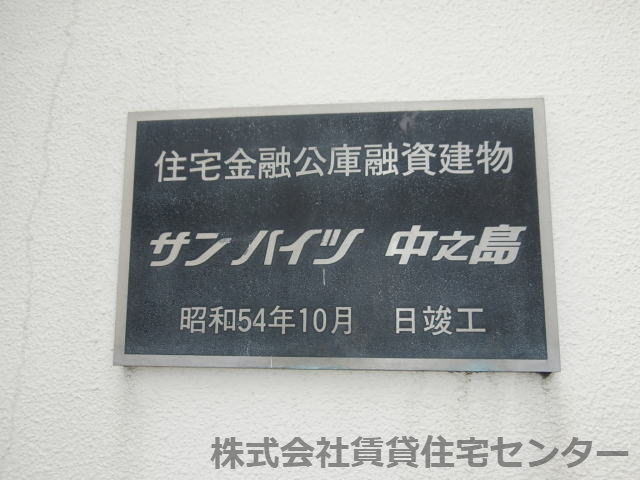 住宅金融公庫融資建物
サンハイツ 中之島
昭和54年10月 日竣工
株式会社賃貸住宅センター